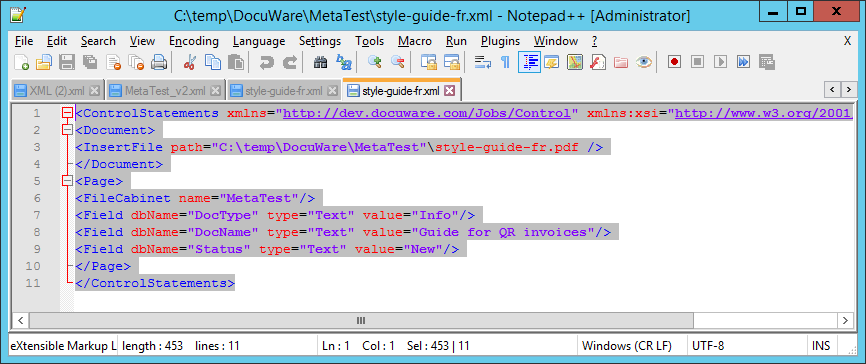 C:\temp\DocuWare\MetaTest\style-guide-fr.xml - Notepad++ [Administrator]
File Edit Search View Encoding Language Settings Tools Macro Run Plugins Window ? X
XML (2).xml MetaTest_v2.xml style-guide-fr.xml style-guide-fr.xml
1 <ControlStatements xmlns="http://dev.docuware.com/Jobs/Control" xmlns:xsi="http://www.w3.org/2001
2 <Document>
3 <InsertFile path="C:\temp\DocuWare\MetaTest"\style-guide-fr.pdf />
4 </Document>
5 <Page>
6 <FileCabinet name="MetaTest"/>
7 <Field dbName="DocType" type="Text" value="Info"/>
8 <Field dbName="DocName" type="Text" value="Guide for QR invoices"/>
9 <Field dbName="Status" type="Text" value="New"/>
10 </Page>
11 </ControlStatements>
eXtensible Markup L length : 453 lines : 11 Ln : 1 Col : 1 Sel : 453 | 11 Windows (CR LF) UTF-8 INS